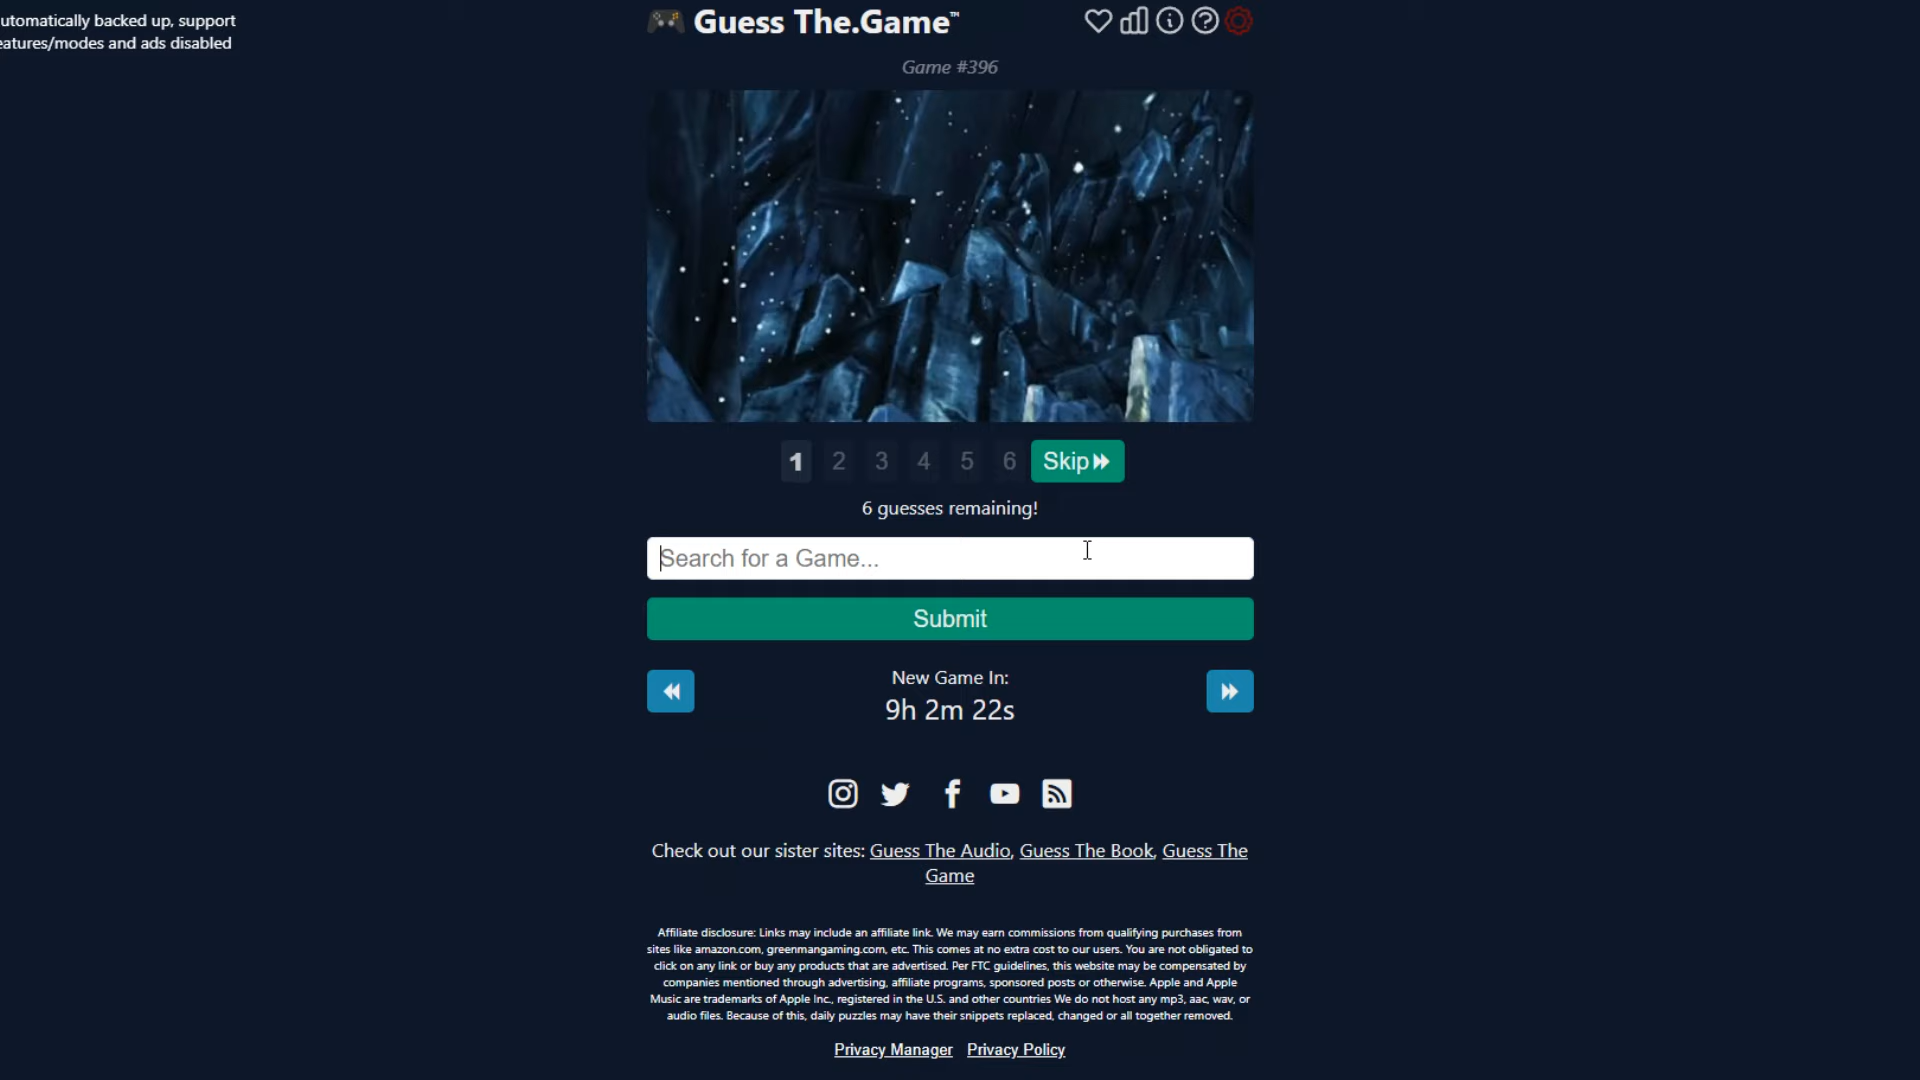 utomatically backed up, support
eatures/modes and ads disabled
Guess The.Game™
Game #396
1 2 3 4 5 6 Skip
6 guesses remaining!
Search for a Game...
Submit
New Game In:
9h 2m 22s
Check out our sister sites: Guess The Audio, Guess The Book, Guess The
Game
Affiliate disclosure: Links may include an affiliate link. We may earn commissions from qualifying purchases from
sites like amazon.com, greenmangaming.com, etc. This comes at no extra cost to our users. You are not obligated to
click on any link or buy any products that are advertised. Per FTC guidelines, this website may be compensated by
companies mentioned through advertising, affiliate programs, sponsored posts or otherwise. Apple and Apple
Music are trademarks of Apple Inc., registered in the U.S. and other countries We do not host any mp3, aac, wav, or
audio files. Because of this, daily puzzles may have their snippets replaced, changed or all together removed.
Privacy Manager Privacy Policy